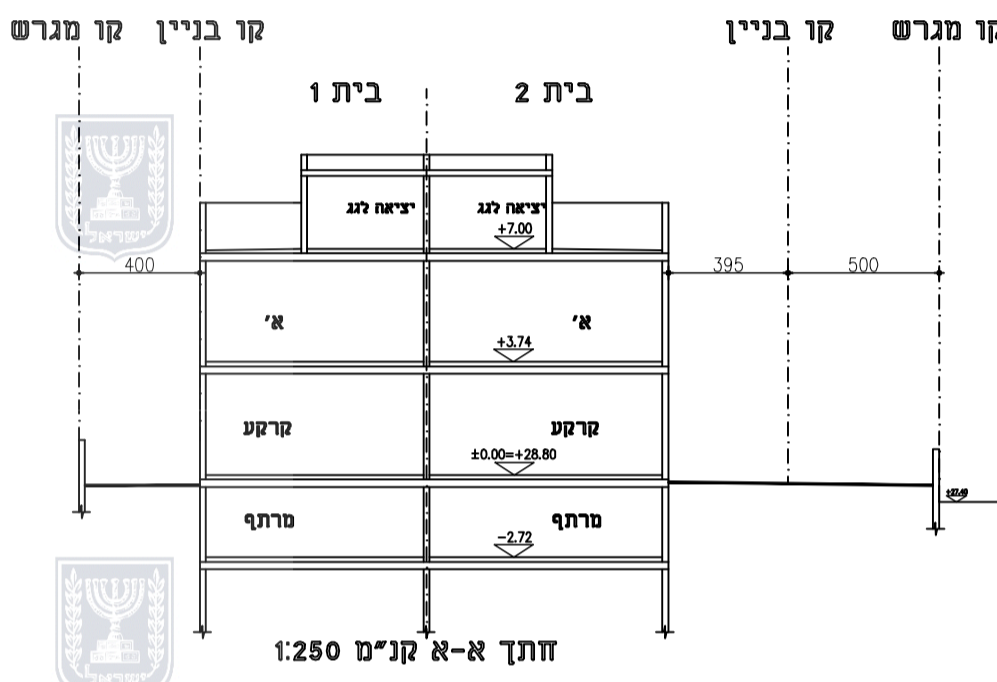 קו מגרש קו בניין קו בניין קו מגרש
בית 1 בית 2
יציאה לגג יציאה לגג
+7.00
400 395 500
א' א'
+3.74
קרקע קרקע
±0.00=+28.80
מרתף מרתף
-2.72
חתך א-א קנ"מ 1:250
ישראל